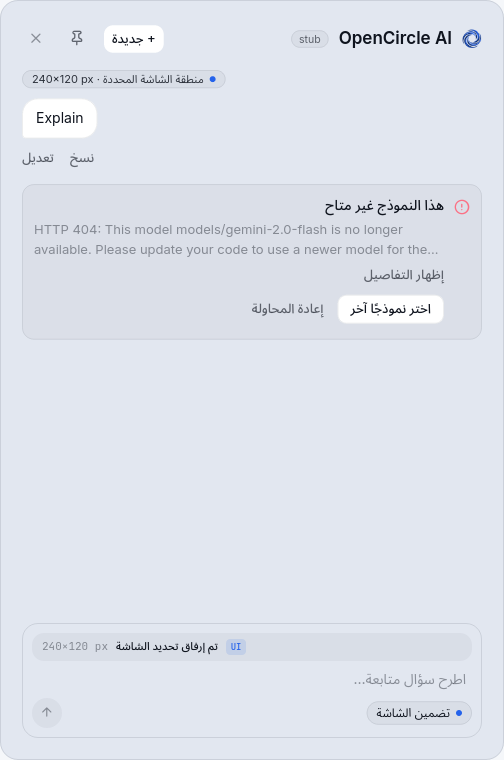 OpenCircle AI
stub
+ جديدة
منطقة الشاشة المحددة · 240×120 px
Explain
نسخ
تعديل
هذا النموذج غير متاح
HTTP 404: This model models/gemini-2.0-flash is no longer
available. Please update your code to use a newer model for the...
إظهار التفاصيل
اختر نموذجًا آخر
إعادة المحاولة
UI تم إرفاق تحديد الشاشة 240×120 px
اطرح سؤال متابعة...
تضمين الشاشة